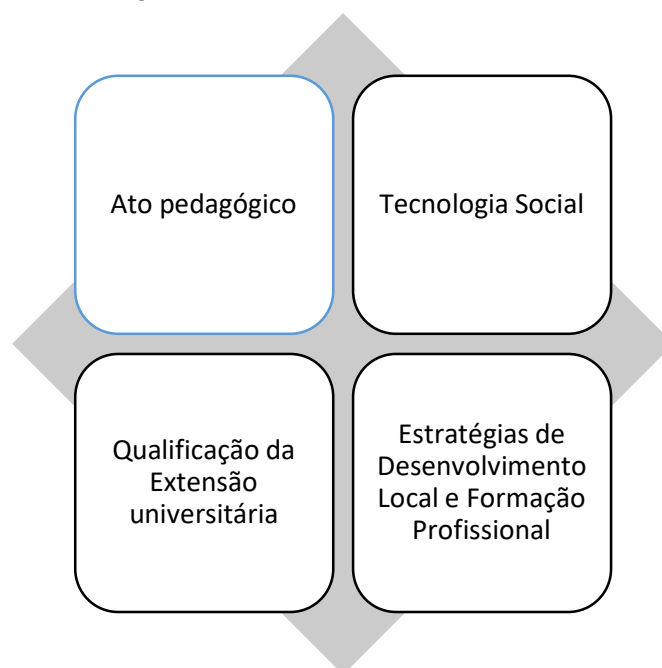 Ato pedagógico
Tecnologia Social
Qualificação da
Extensão
universitária
Estratégias de
Desenvolvimento
Local e Formação
Profissional